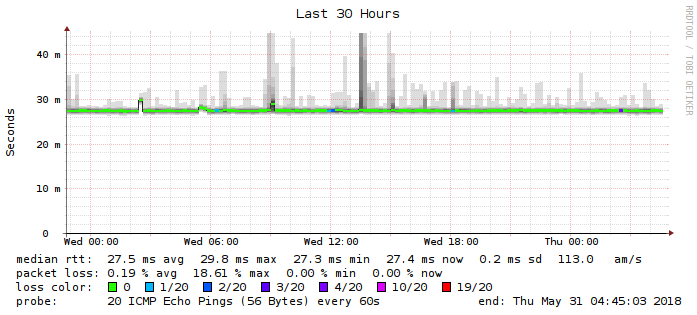 Last 30 Hours
RRDTOOL / TOBI OETIKER
Seconds
40 m
30 m
20 m
10 m
0
Wed 00:00 Wed 06:00 Wed 12:00 Wed 18:00 Thu 00:00
median rtt: 27.5 ms avg 29.8 ms max 27.3 ms min 27.4 ms now 0.2 ms sd 113.0 am/s
packet loss: 0.19 % avg 18.61 % max 0.00 % min 0.00 % now
loss color: 0 1/20 2/20 3/20 4/20 10/20 19/20
probe: 20 ICMP Echo Pings (56 Bytes) every 60s end: Thu May 31 04:45:03 2018